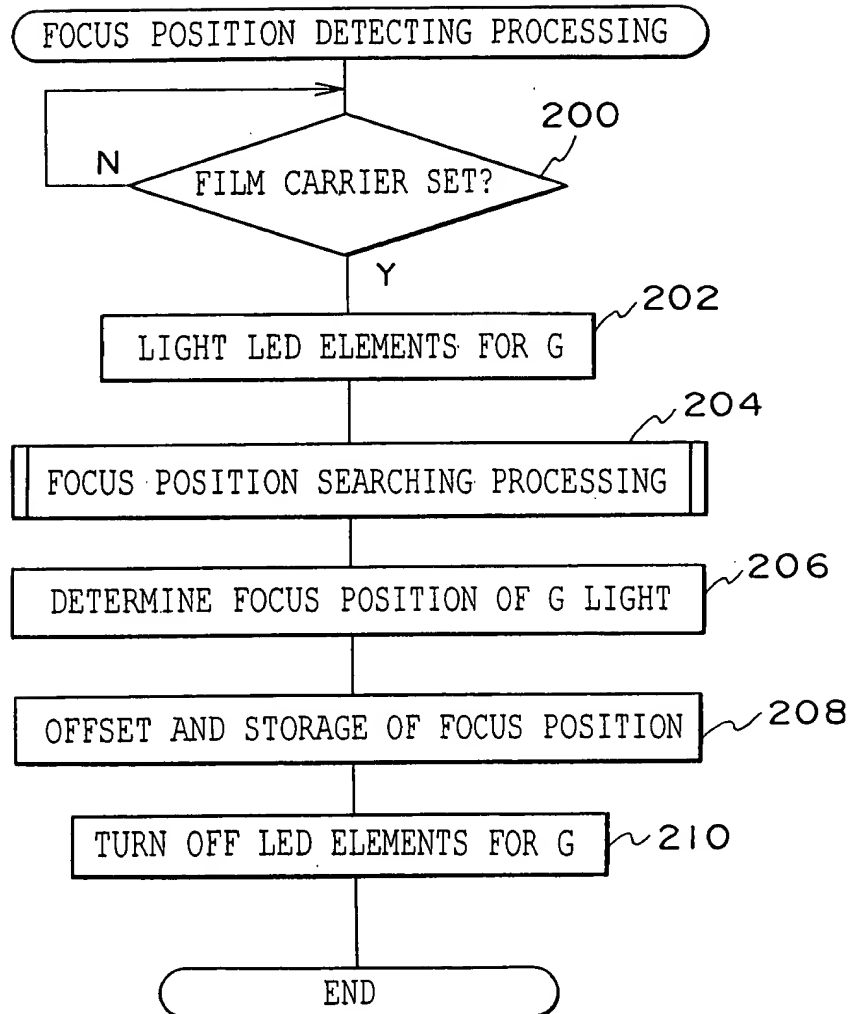 FOCUS POSITION DETECTING PROCESSING
200
N
FILM CARRIER SET?
Y
202
LIGHT LED ELEMENTS FOR G
204
FOCUS POSITION SEARCHING PROCESSING
206
DETERMINE FOCUS POSITION OF G LIGHT
208
OFFSET AND STORAGE OF FOCUS POSITION
TURN OFF LED ELEMENTS FOR G
210
END